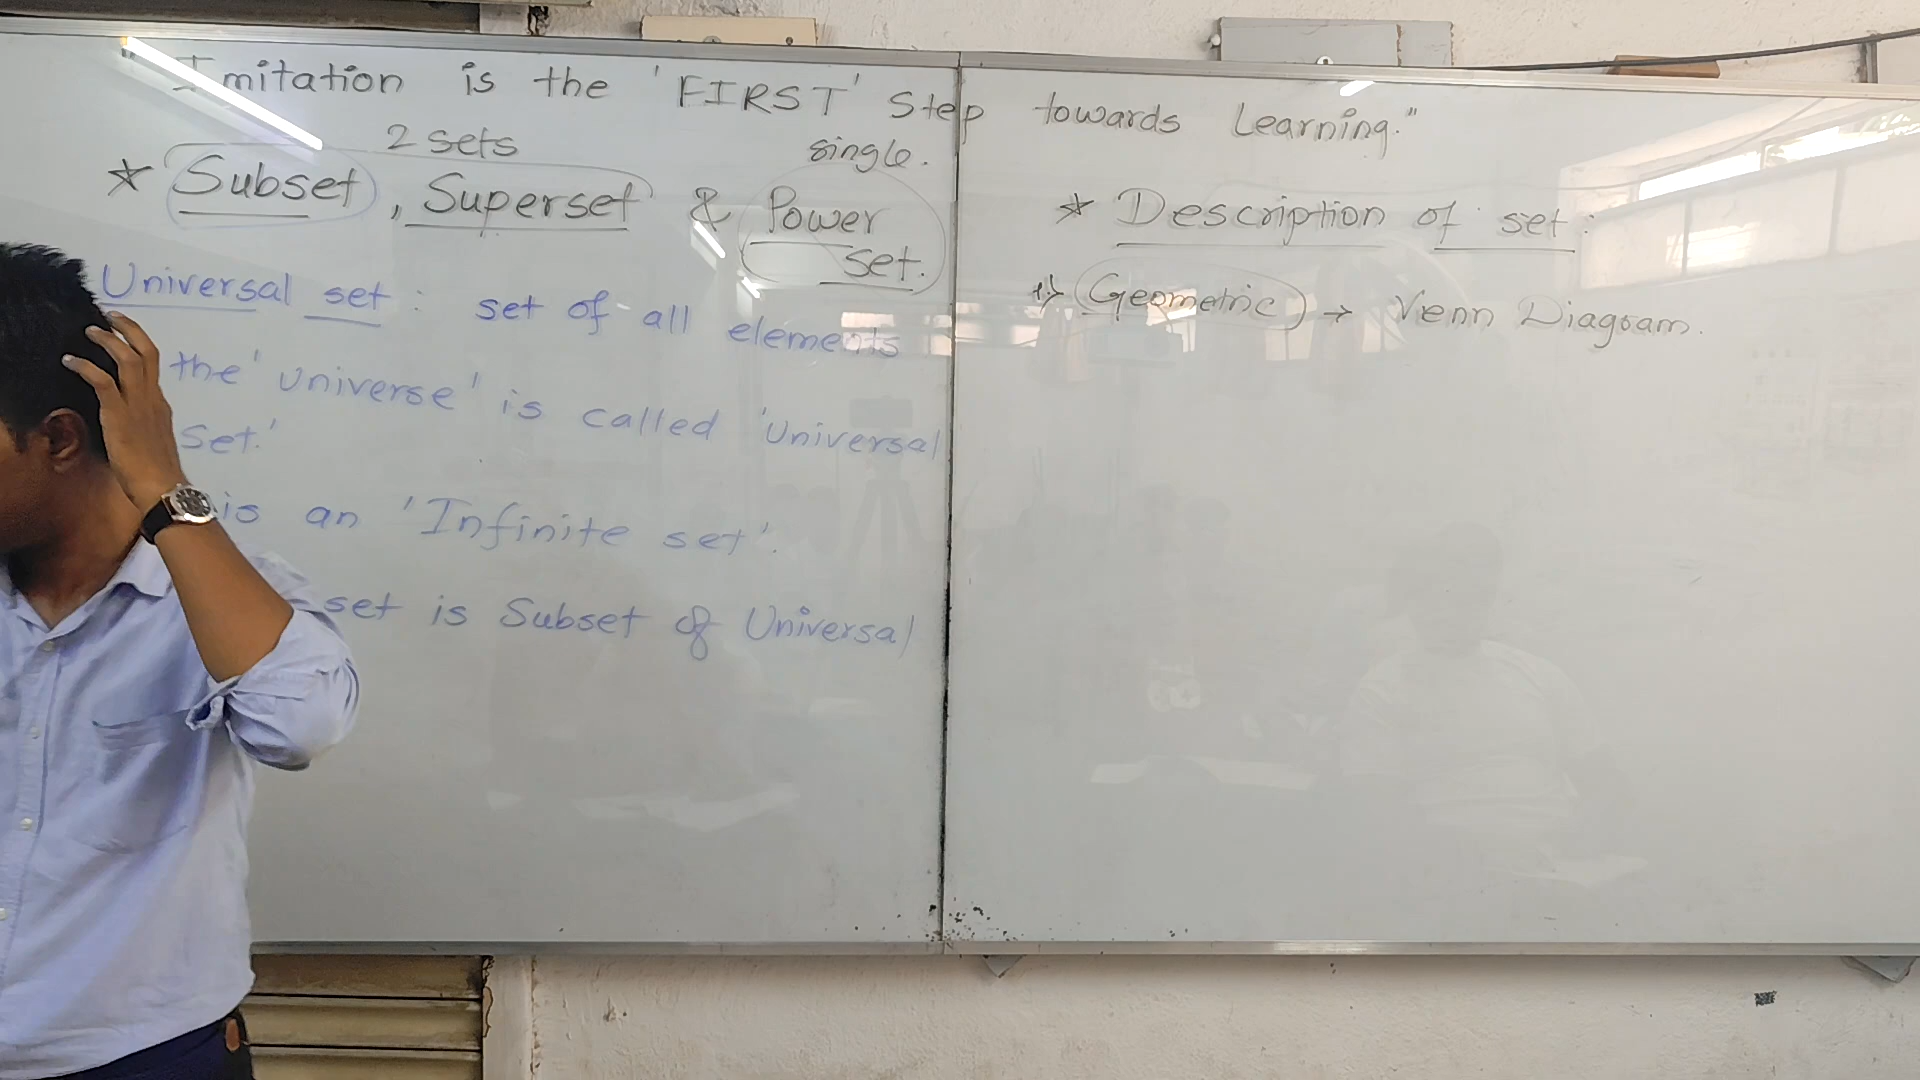 "Imitation is the 'FIRST' Step towards Learning."
2 sets single.
* Subset, Superset & Power set.
Universal set : set of all elements
the 'universe' is called 'Universal
set.'
is an 'Infinite set'.
set is Subset of Universal
* Description of set :
1.) Geometric → Venn Diagram.